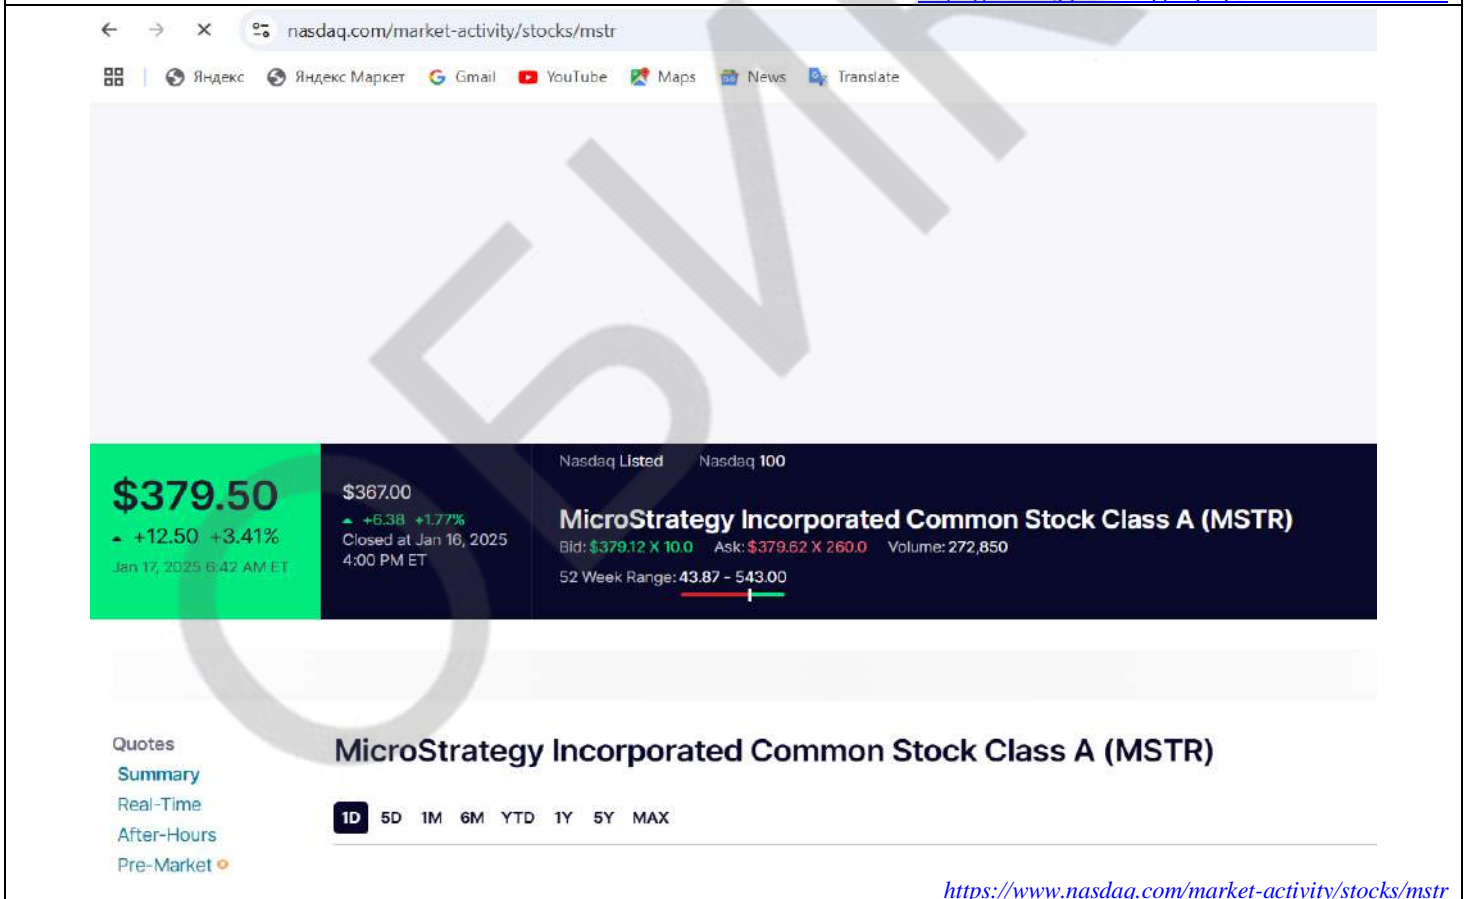 nasdaq.com/market-activity/stocks/mstr
Яндекс Яндекс Маркет Gmail YouTube Maps News Translate
$379.50
+12.50 +3.41%
Jan 17, 2025 6:42 AM ET
$367.00
+6.38 +1.77%
Closed at Jan 16, 2025
4:00 PM ET
Nasdaq Listed Nasdaq 100
MicroStrategy Incorporated Common Stock Class A (MSTR)
Bid: $379.12 X 10.0 Ask: $379.62 X 260.0 Volume: 272,850
52 Week Range: 43.87 - 543.00
Quotes
Summary
Real-Time
After-Hours
Pre-Market
MicroStrategy Incorporated Common Stock Class A (MSTR)
1D 5D 1M 6M YTD 1Y 5Y MAX
https://www.nasdaq.com/market-activity/stocks/mstr